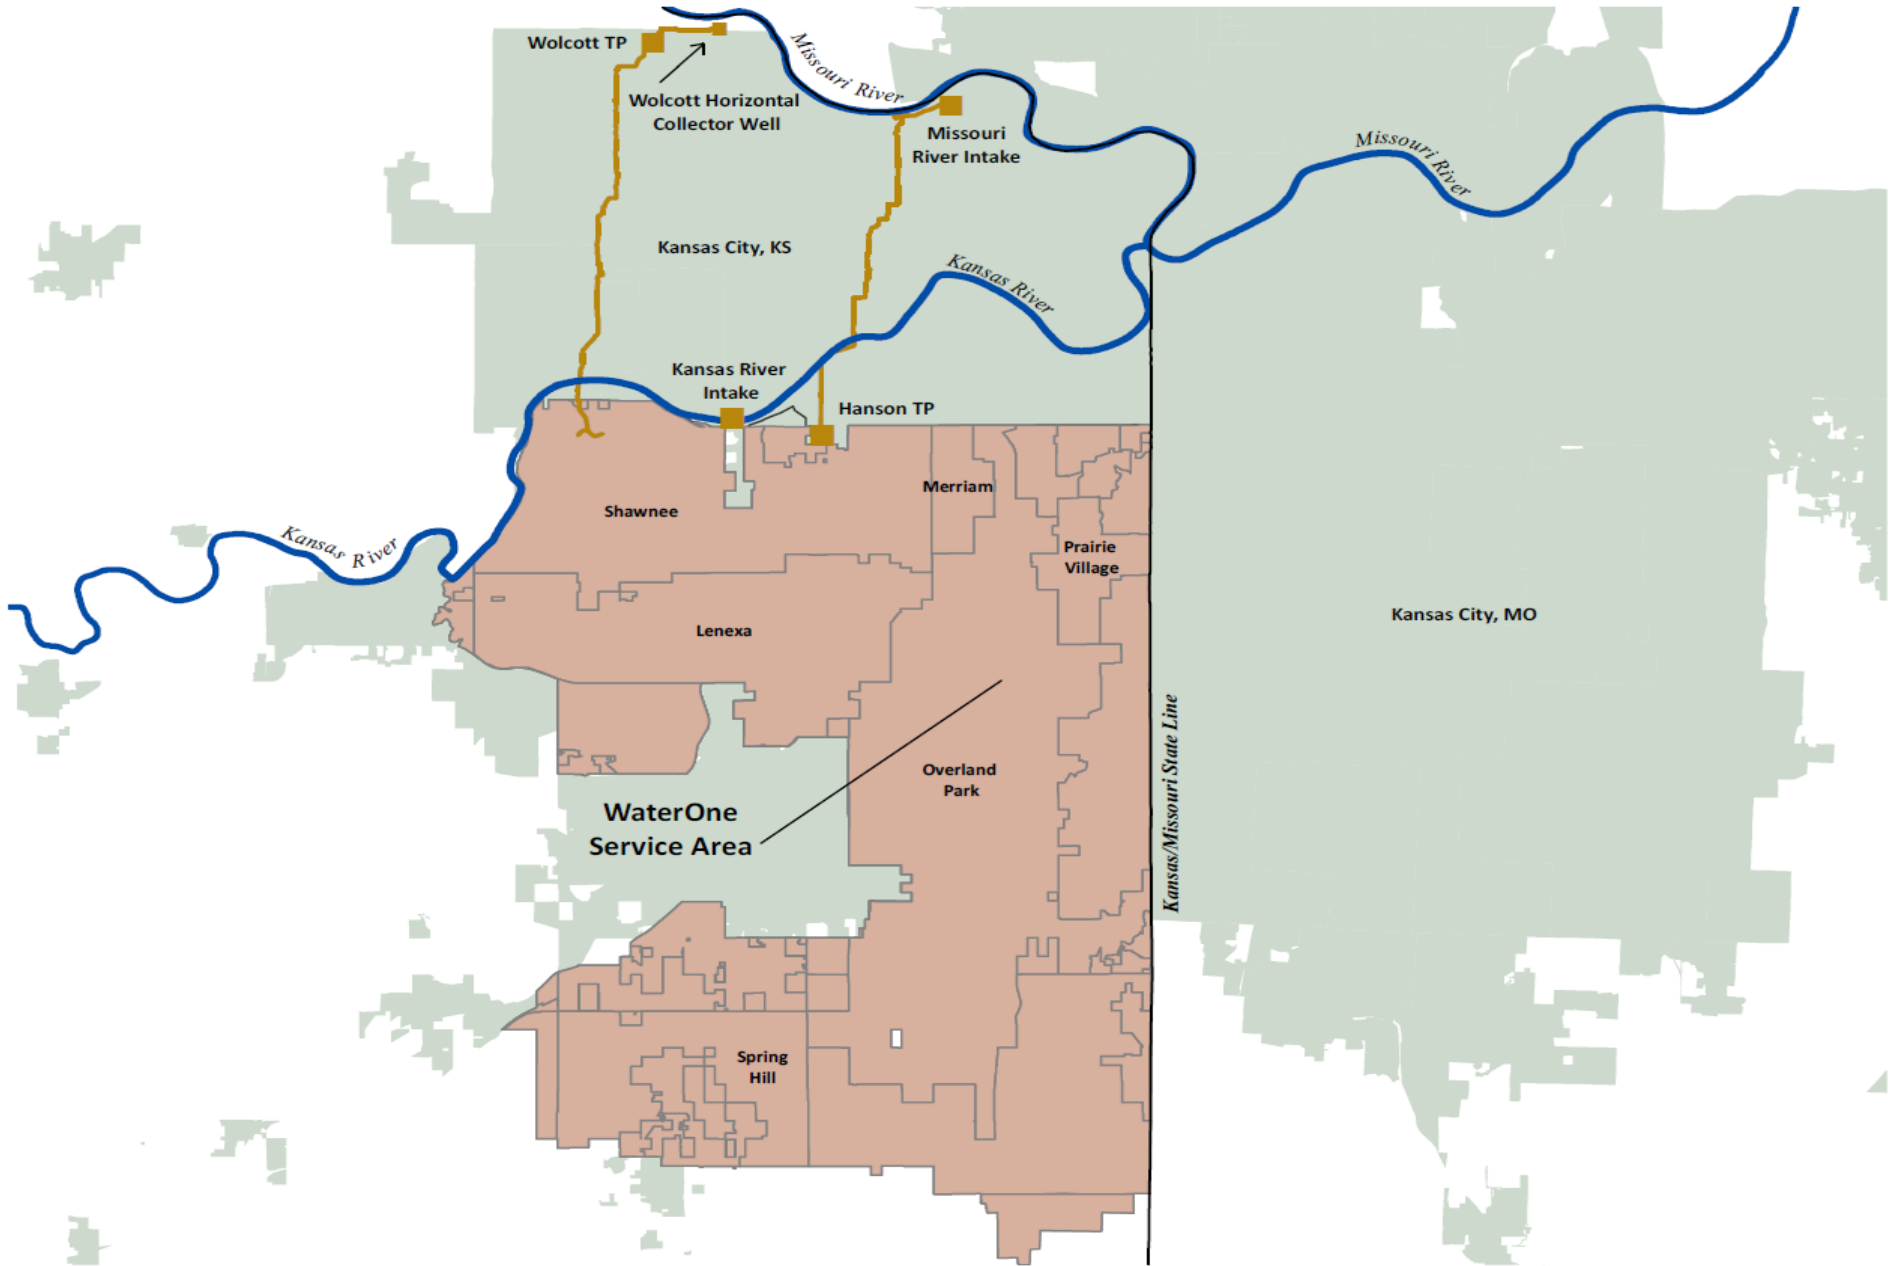 Wolcott TP
Wolcott Horizontal
Collector Well
Missouri River
Missouri
River Intake
Missouri River
Kansas City, KS
Kansas River
Kansas River
Intake
Hanson TP
Merriam
Shawnee
Kansas River
Prairie
Village
Kansas City, MO
Lenexa
Kansas/Missouri State Line
Overland
Park
WaterOne
Service Area
Spring
Hill